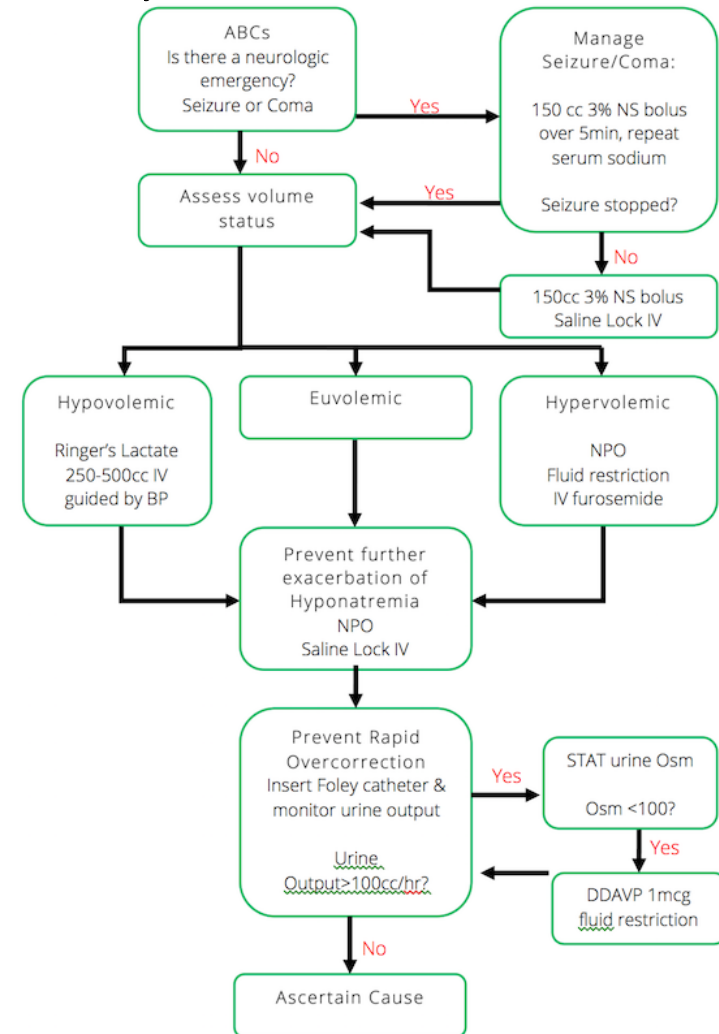 ABCs
Is there a neurologic
emergency?
Seizure or Coma
Yes
Manage
Seizure/Coma:
150 cc 3% NS bolus
over 5min, repeat
serum sodium
Seizure stopped?
No
Assess volume
status
Yes
No
150cc 3% NS bolus
Saline Lock IV
Hypovolemic
Ringer's Lactate
250-500cc IV
guided by BP
Euvolemic
Hypervolemic
NPO
Fluid restriction
IV furosemide
Prevent further
exacerbation of
Hyponatremia
NPO
Saline Lock IV
Prevent Rapid
Overcorrection
Insert Foley catheter &
monitor urine output
Urine
Output>100cc/hr?
Yes
STAT urine Osm
Osm <100?
Yes
DDAVP 1mcg
fluid restriction
No
Ascertain Cause